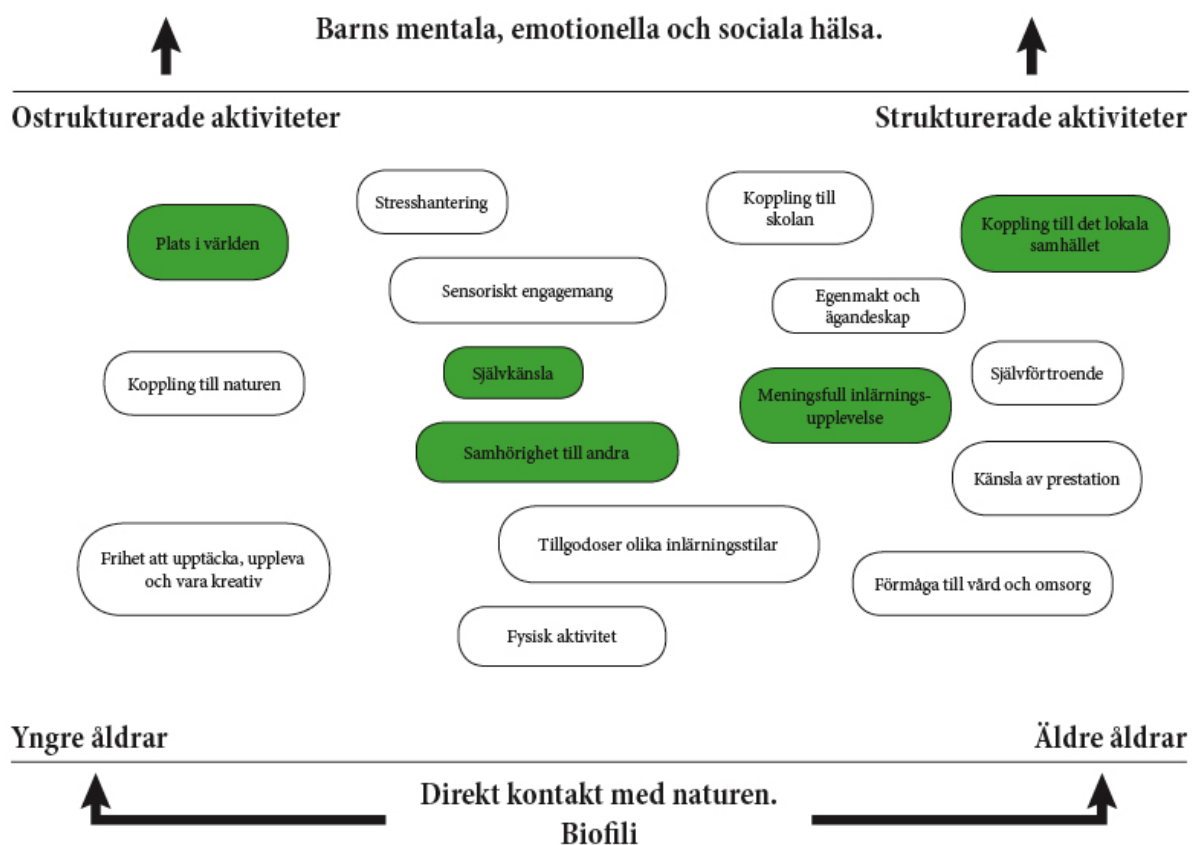 Barns mentala, emotionella och sociala hälsa.
Ostrukturerade aktiviteter
Strukturerade aktiviteter
Stresshantering
Koppling till
skolan
Plats i världen
Koppling till det lokala
samhället
Sensoriskt engagemang
Egenmakt och
ägandeskap
Självkänsla
Koppling till naturen
Självförtroende
Meningsfull inlärnings-
upplevelse
Samhörighet till andra
Känsla av prestation
Tillgodoser olika inlärningsstilar
Frihet att upptäcka, uppleva
och vara kreativ
Förmåga till vård och omsorg
Fysisk aktivitet
Yngre åldrar
Äldre åldrar
Direkt kontakt med naturen.
Biofili